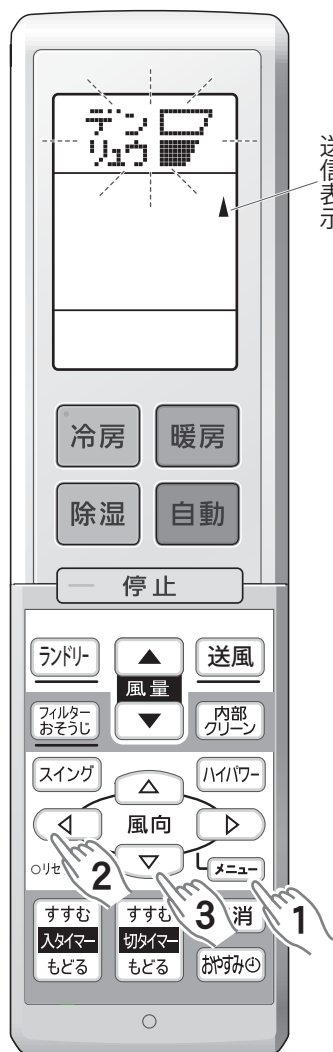 デン
リュウ
送信表示
冷房
暖房
除湿
自動
停止
ランドリー
▲
風量
▼
送風
フィルター
おそうじ
内部
クリーン
スイング
ハイパワー
風向
○リセ
メニュー
2
3
1
すすむ
入タイマー
もどる
すすむ
切タイマー
もどる
消
おやすみ